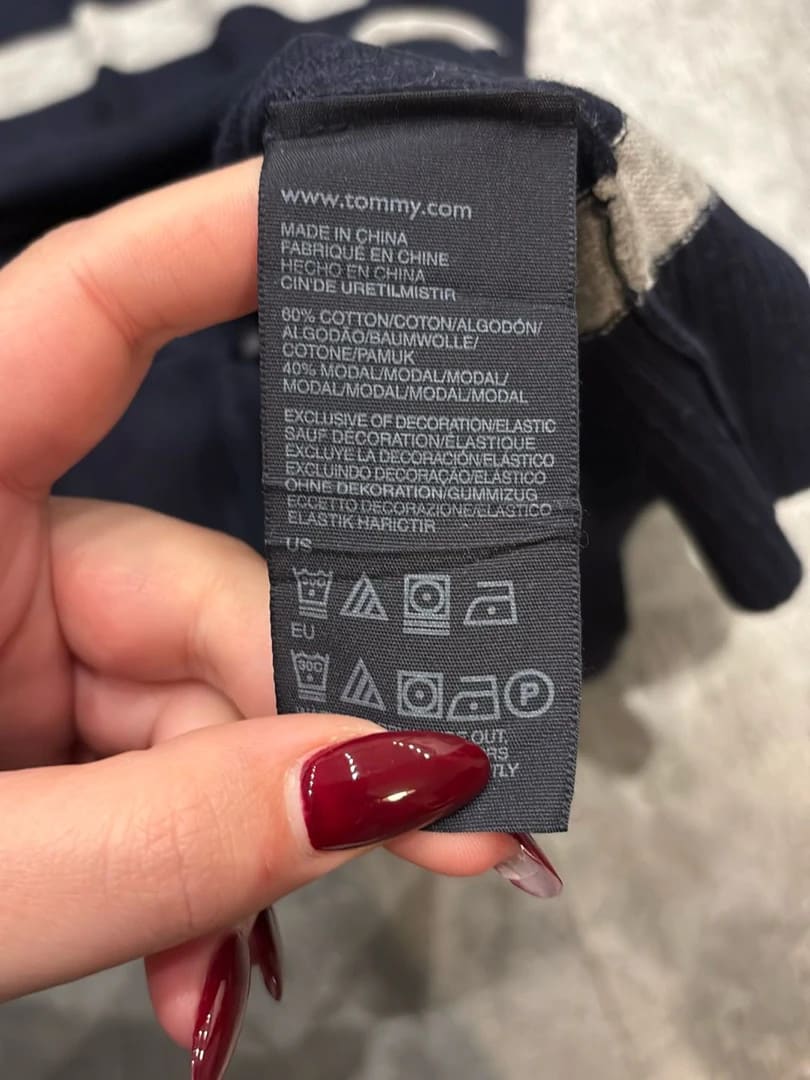 www.tommy.com
MADE IN CHINA
FABRIQUÉ EN CHINE
HECHO EN CHINA
CIN'DE URETILMISTIR
60% COTTON/COTON/ALGODÓN/
ALGODÃO/BAUMWOLLE/
COTONE/PAMUK
40% MODAL/MODAL/MODAL/
MODAL/MODAL/MODAL/MODAL
EXCLUSIVE OF DECORATION/ELASTIC
SAUF DÉCORATION/ÉLASTIQUE
EXCLUYE LA DECORACIÓN/ELÁSTICO
EXCLUINDO DECORAÇÃO/ELÁSTICO
OHNE DEKORATION/GUMMIZUG
ECCETTO DECORAZIONE/ELASTICO
ELASTIK HARICTIR
US
EU
30C
P
OUT.